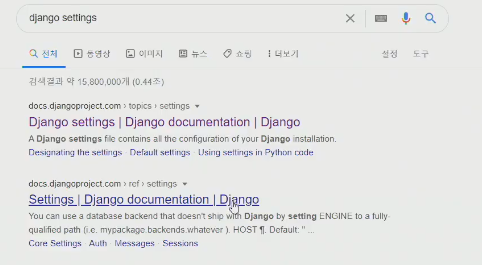 django settings
전체 동영상 이미지 뉴스 쇼핑 더보기 설정 도구
검색결과 약 15,800,000개 (0.44초)
docs.djangoproject.com › topics › settings
Django settings | Django documentation | Django
A Django settings file contains all the configuration of your Django installation.
Designating the settings · Default settings · Using settings in Python code
docs.djangoproject.com › ref › settings
Settings | Django documentation | Django
You can use a database backend that doesn't ship with Django by setting ENGINE to a fully-
qualified path (i.e. mypackage.backends.whatever ). HOST ¶. Default: '' ...
Core Settings · Auth · Messages · Sessions